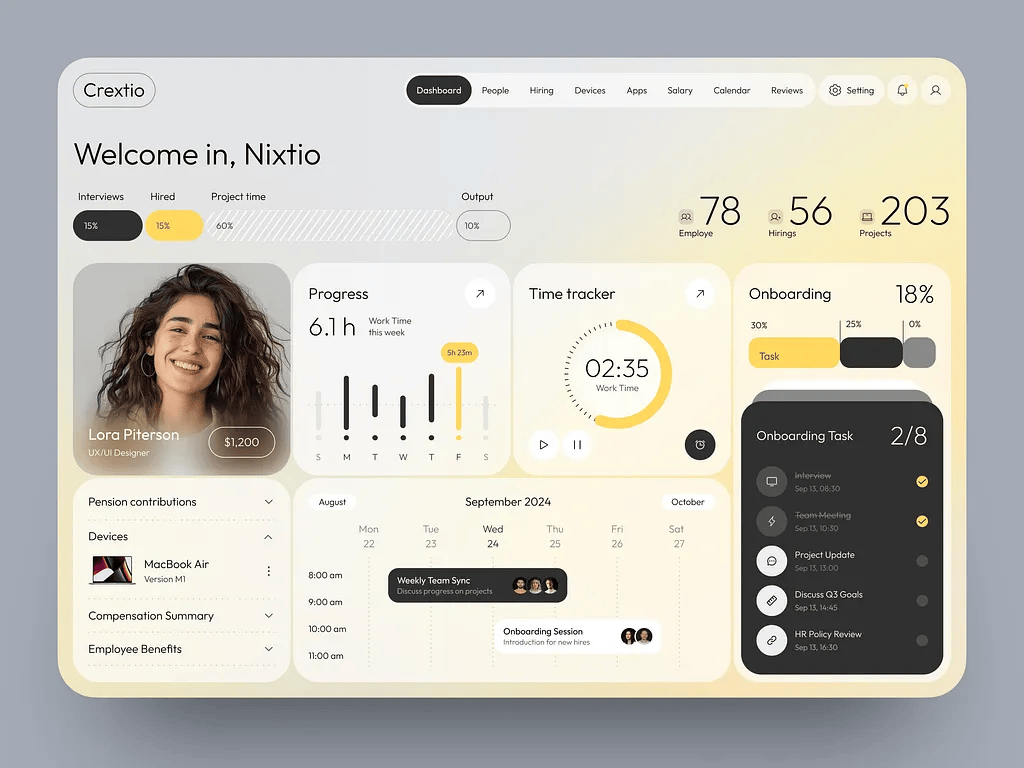 Crextio
Dashboard People Hiring Devices Apps Salary Calendar Reviews Setting
Welcome in, Nixtio
Interviews Hired Project time Output
15% 15% 60% 10%
78 56 203
Employe Hirings Projects
Lora Piterson
UX/UI Designer
$1,200
Progress
6.1 h
Work Time
this week
5h 23m
S M T W T F S
Time tracker
02:35
Work Time
Onboarding 18%
30% 25% 0%
Task
Onboarding Task 2/8
Interview
Sep 13, 08:30
Team Meeting
Sep 13, 10:30
Project Update
Sep 13, 13:00
Discuss Q3 Goals
Sep 13, 14:45
HR Policy Review
Sep 13, 16:30
Pension contributions
Devices
MacBook Air
Version M1
Compensation Summary
Employee Benefits
August September 2024 October
Mon Tue Wed Thu Fri Sat
22 23 24 25 26 27
8:00 am
Weekly Team Sync
Discuss progress on projects
9:00 am
10:00 am
Onboarding Session
Introduction for new hires
11:00 am